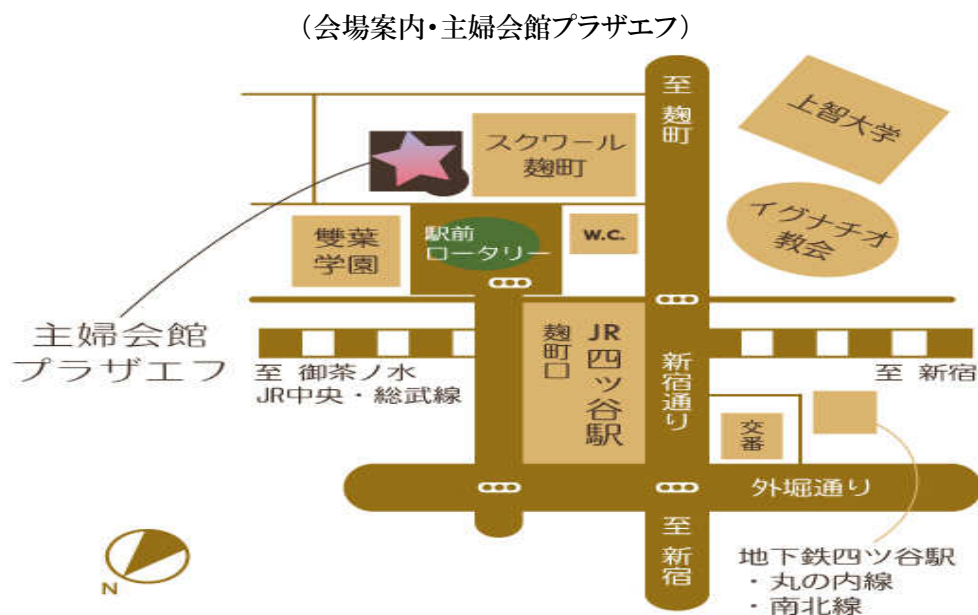 （会場案内・主婦会館プラザエフ）
至 麹町
上智大学
スクワール
麹町
イグナチオ
教会
雙葉
学園
駅前
ロータリー
W.C.
主婦会館
プラザエフ
麹町口
JR四ッ谷駅
新宿通り
至 御茶ノ水
JR中央・総武線
至 新宿
交番
外堀通り
至 新宿
地下鉄四ツ谷駅
・丸の内線
・南北線
N